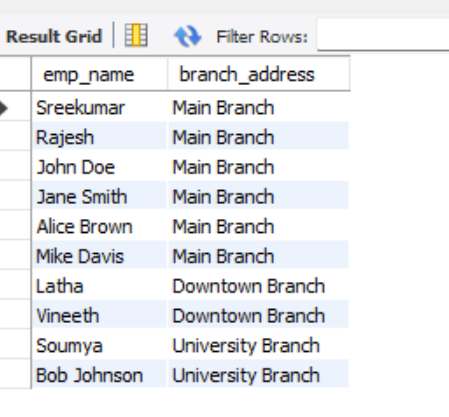 Result Grid Filter Rows:
emp_name branch_address
Sreekumar Main Branch
Rajesh Main Branch
John Doe Main Branch
Jane Smith Main Branch
Alice Brown Main Branch
Mike Davis Main Branch
Latha Downtown Branch
Vineeth Downtown Branch
Soumya University Branch
Bob Johnson University Branch